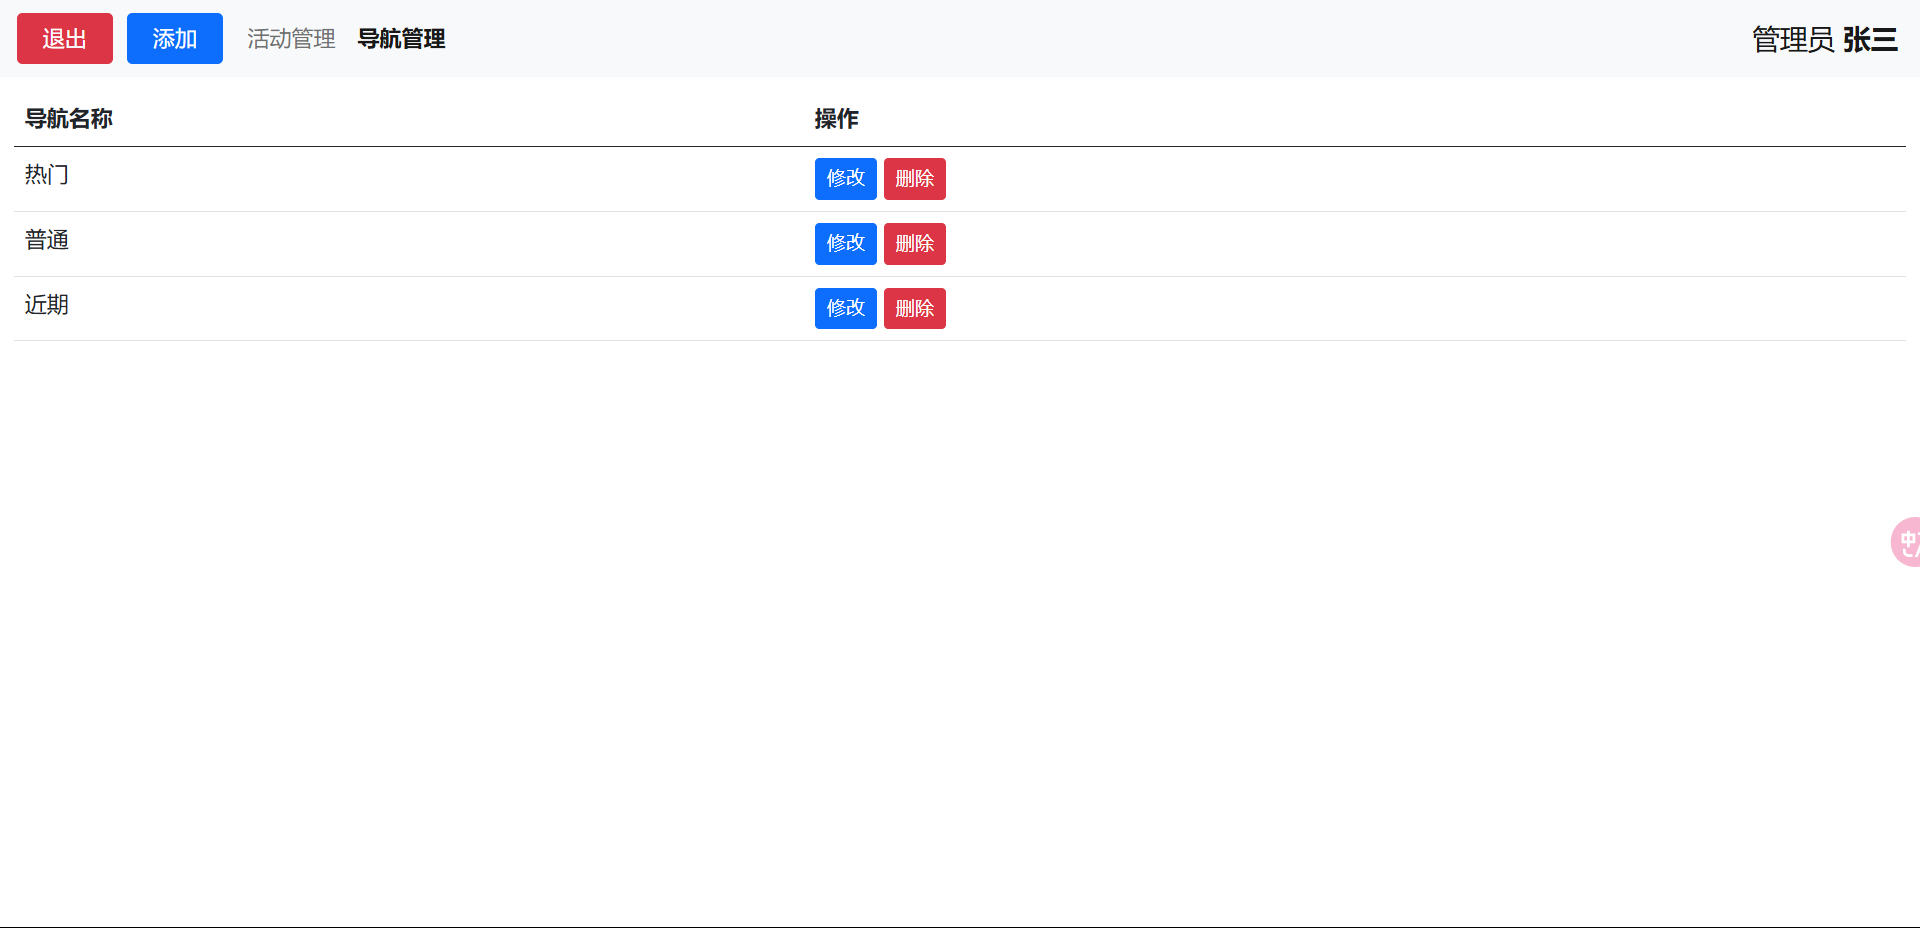 退出 添加 活动管理 导航管理 管理员 张三
导航名称 操作
热门 修改 删除
普通 修改 删除
近期 修改 删除
中